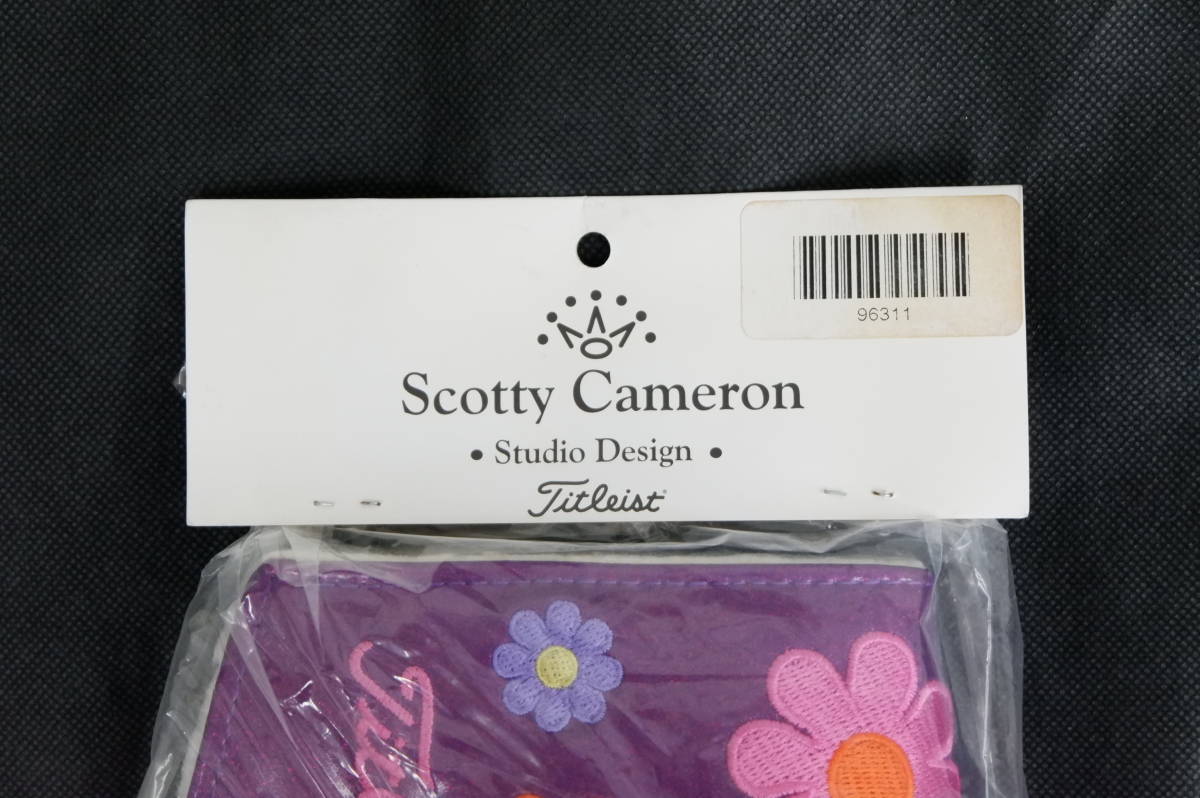 96311
Scotty Cameron
• Studio Design •
Titleist